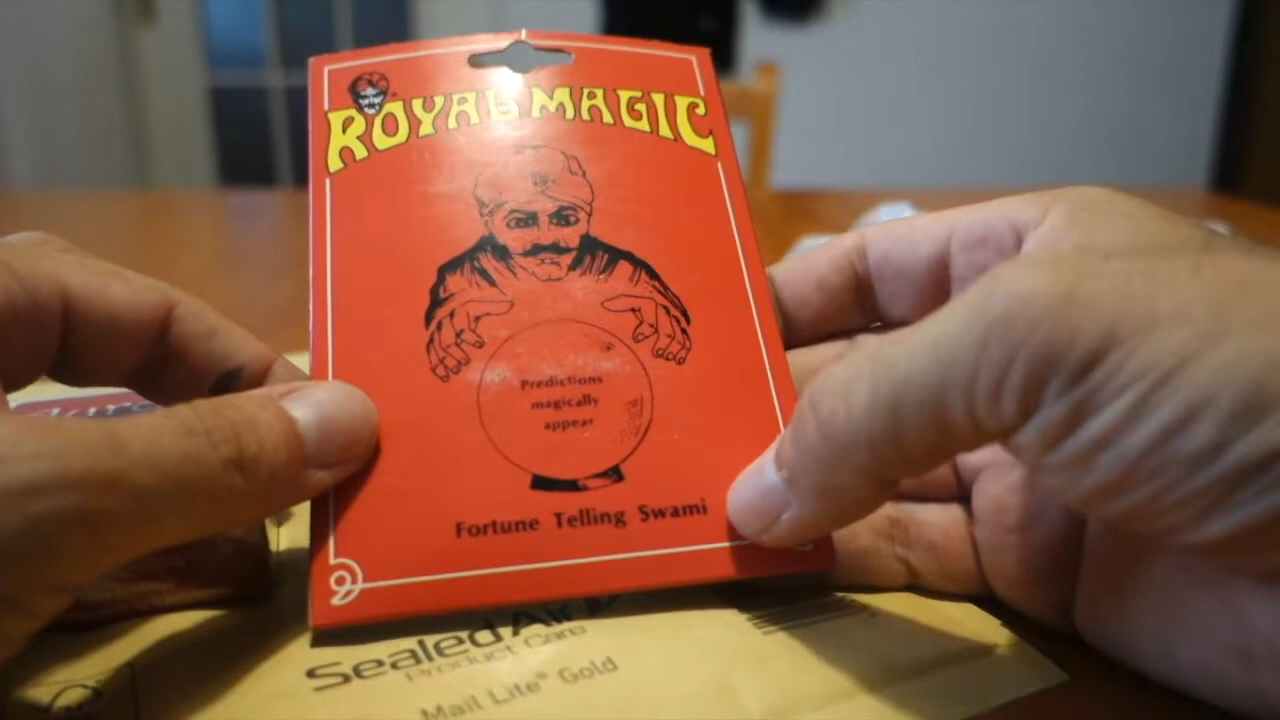 ROYAL MAGIC
Predictions
magically
appear
Fortune Telling Swami
Sealed Air
Product Care
Mail Lite® Gold